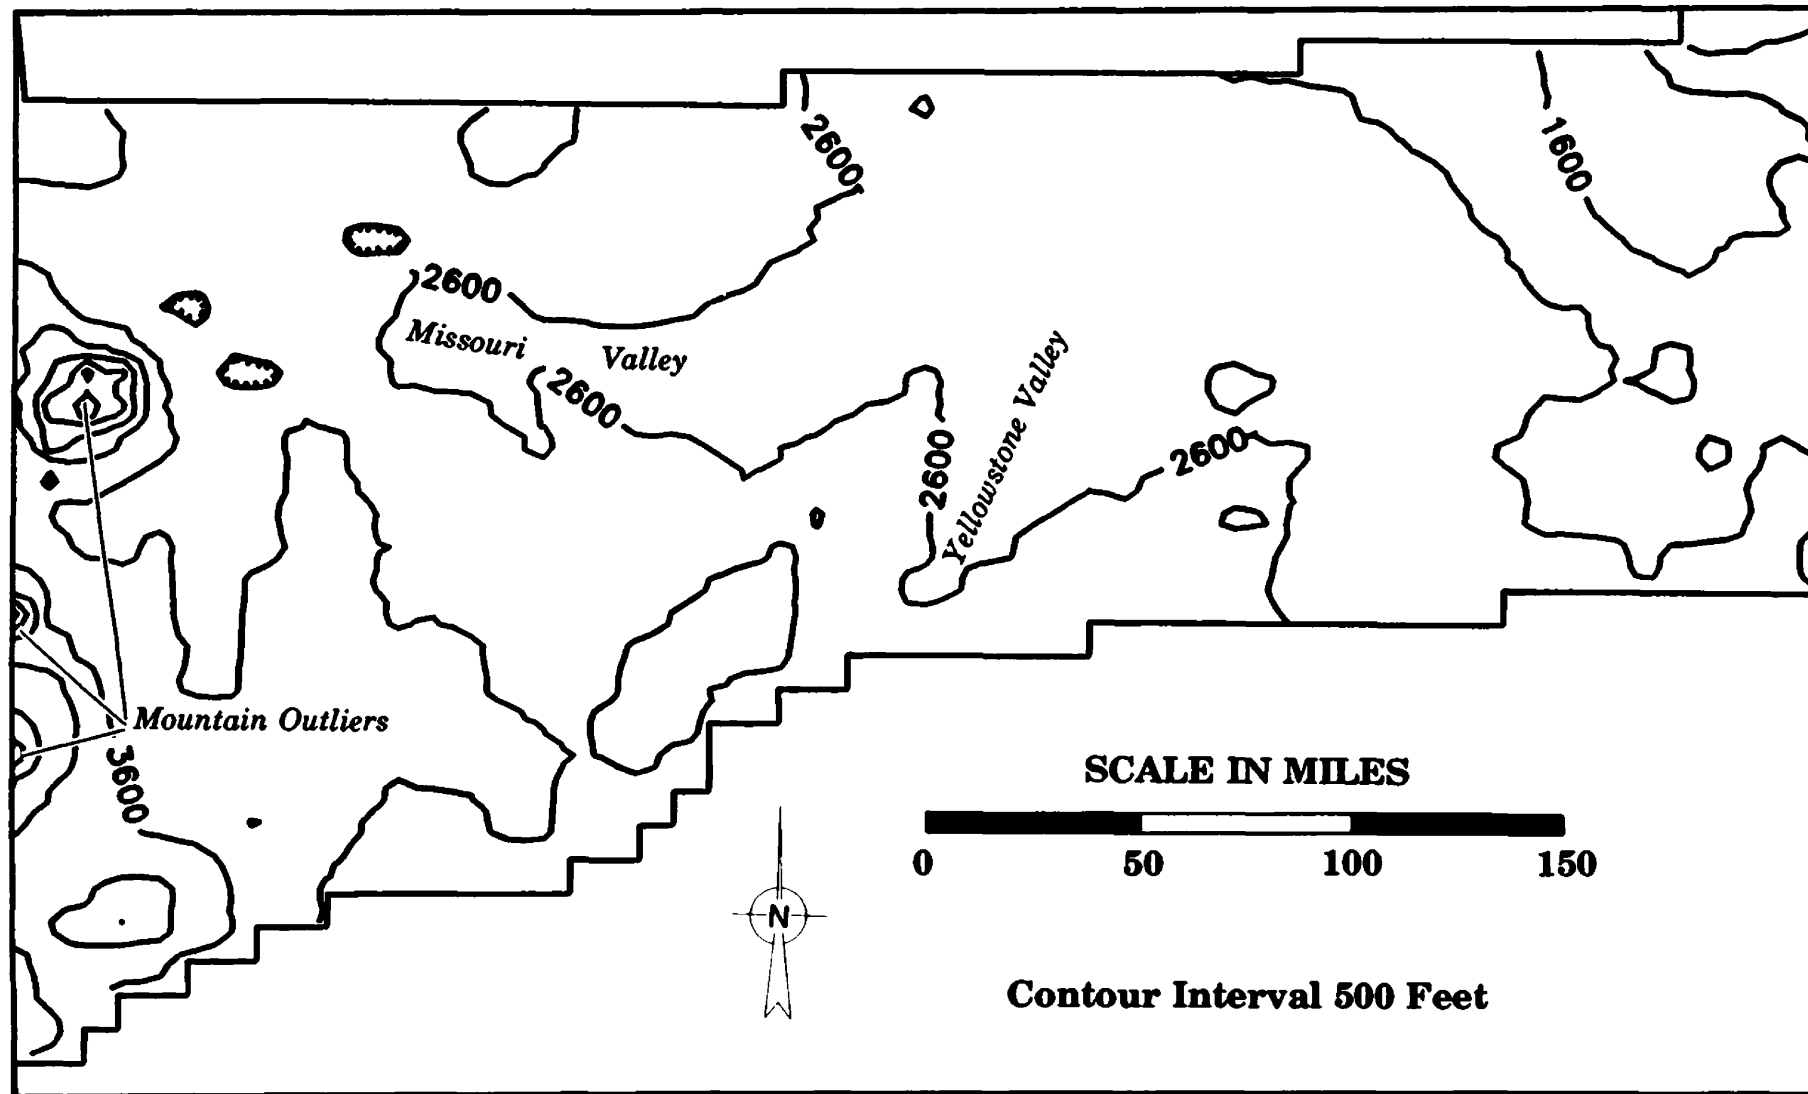 2600
1600
2600
Missouri Valley
2600
Yellowstone Valley
2600
2600
Mountain Outliers
3600
SCALE IN MILES
0 50 100 150
N
Contour Interval 500 Feet